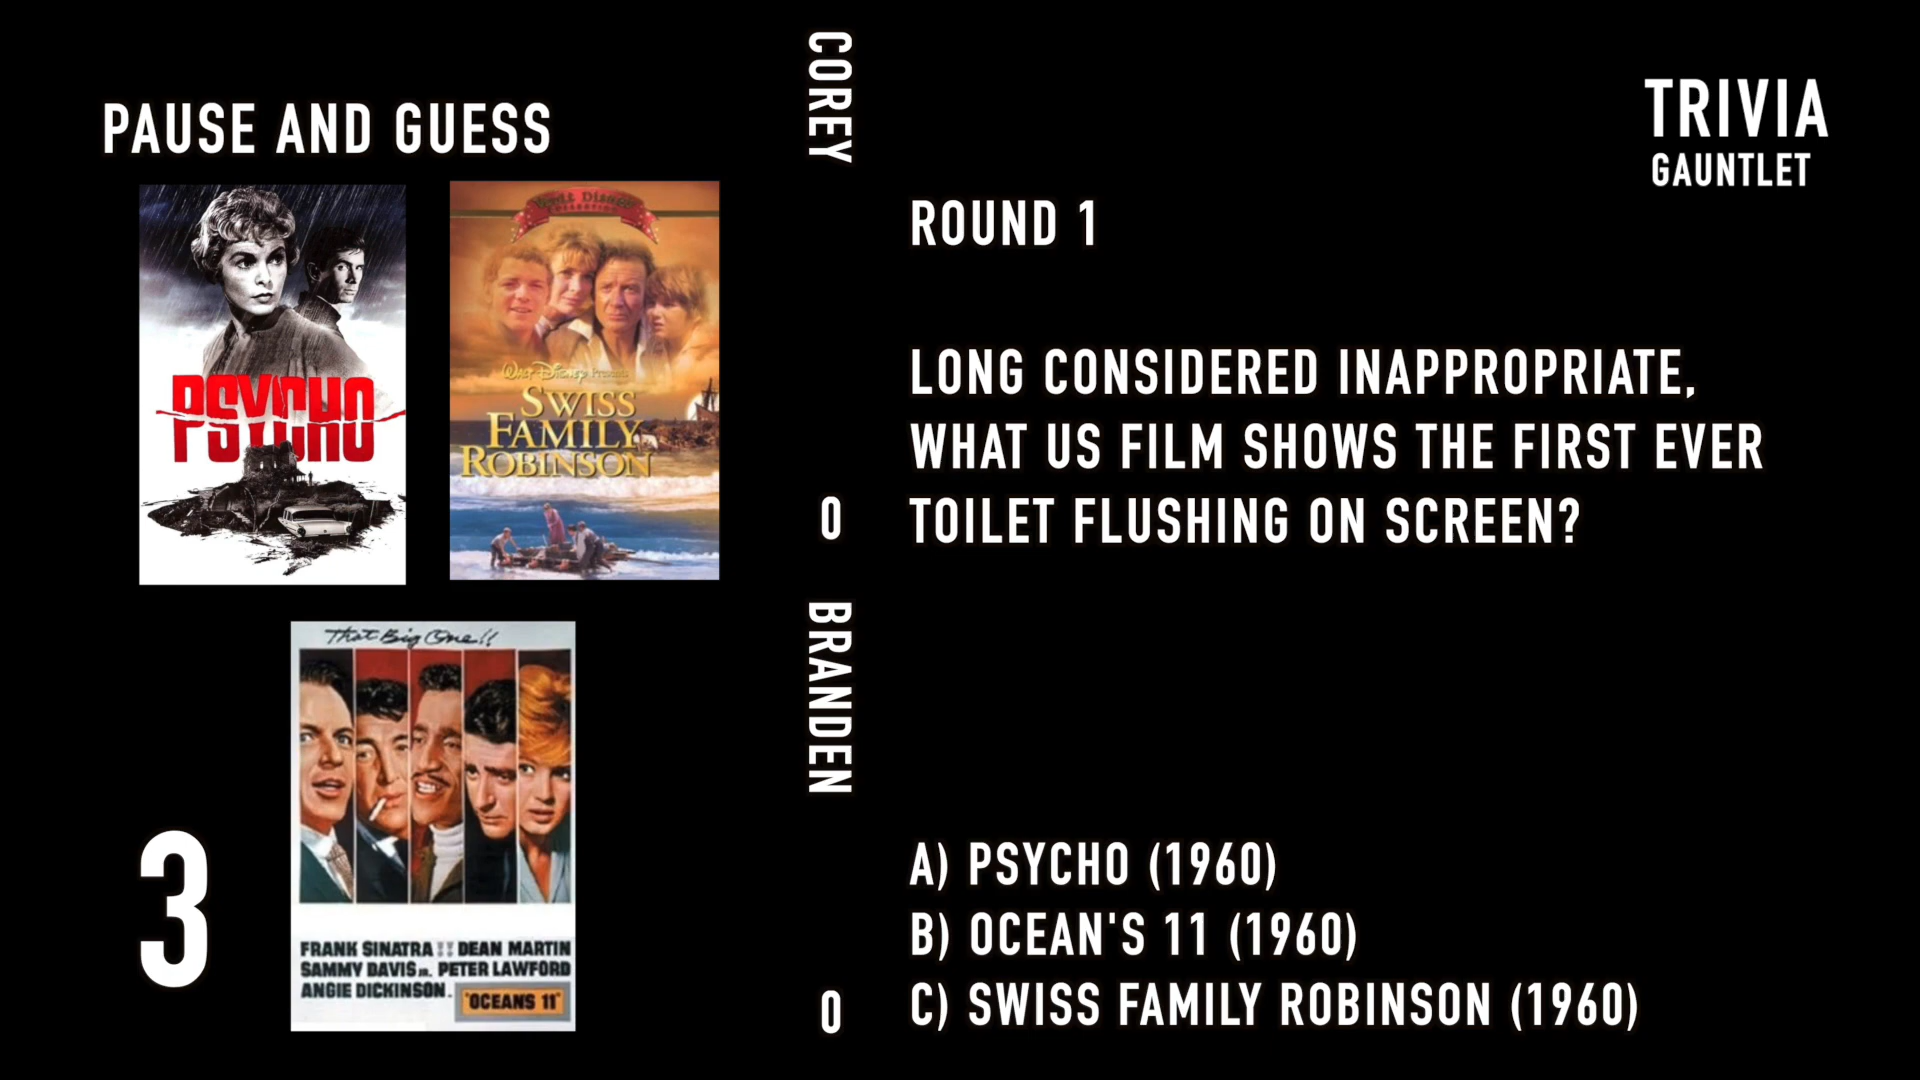 PAUSE AND GUESS
PSYCHO
Walt Disney
Walt Disney Presents
SWISS
FAMILY
ROBINSON
That Big One!!
FRANK SINATRA !! DEAN MARTIN
SAMMY DAVIS JR. PETER LAWFORD
ANGIE DICKINSON.
"OCEANS 11"
3
COREY
0
BRANDEN
0
TRIVIA
GAUNTLET
ROUND 1
LONG CONSIDERED INAPPROPRIATE,
WHAT US FILM SHOWS THE FIRST EVER
TOILET FLUSHING ON SCREEN?
A) PSYCHO (1960)
B) OCEAN'S 11 (1960)
C) SWISS FAMILY ROBINSON (1960)